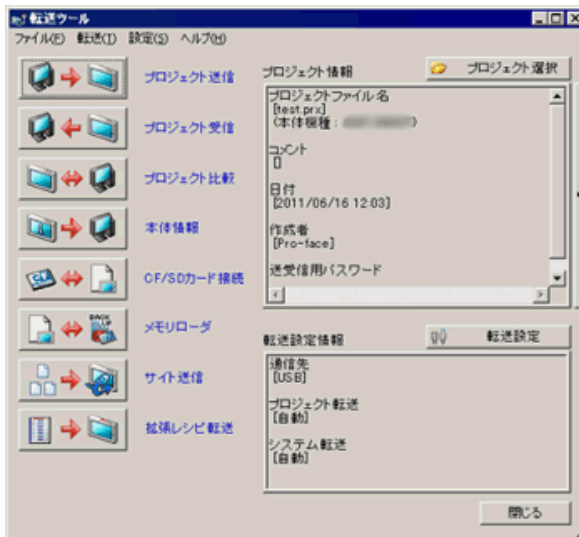 転送ツール
ファイル(F) 転送(T) 設定(S) ヘルプ(H)
プロジェクト送信
プロジェクト受信
プロジェクト比較
本体情報
CF/SDカード接続
メモリローダ
サイト送信
拡張レシピ転送
プロジェクト情報
プロジェクト選択
プロジェクトファイル名
[test.prx]
(本体機種: )
コメント
[]
日付
[2011/06/16 12:03]
作成者
[Pro-face]
送受信用パスワード
転送設定情報
転送設定
通信先
[USB]
プロジェクト転送
[自動]
システム転送
[自動]
閉じる